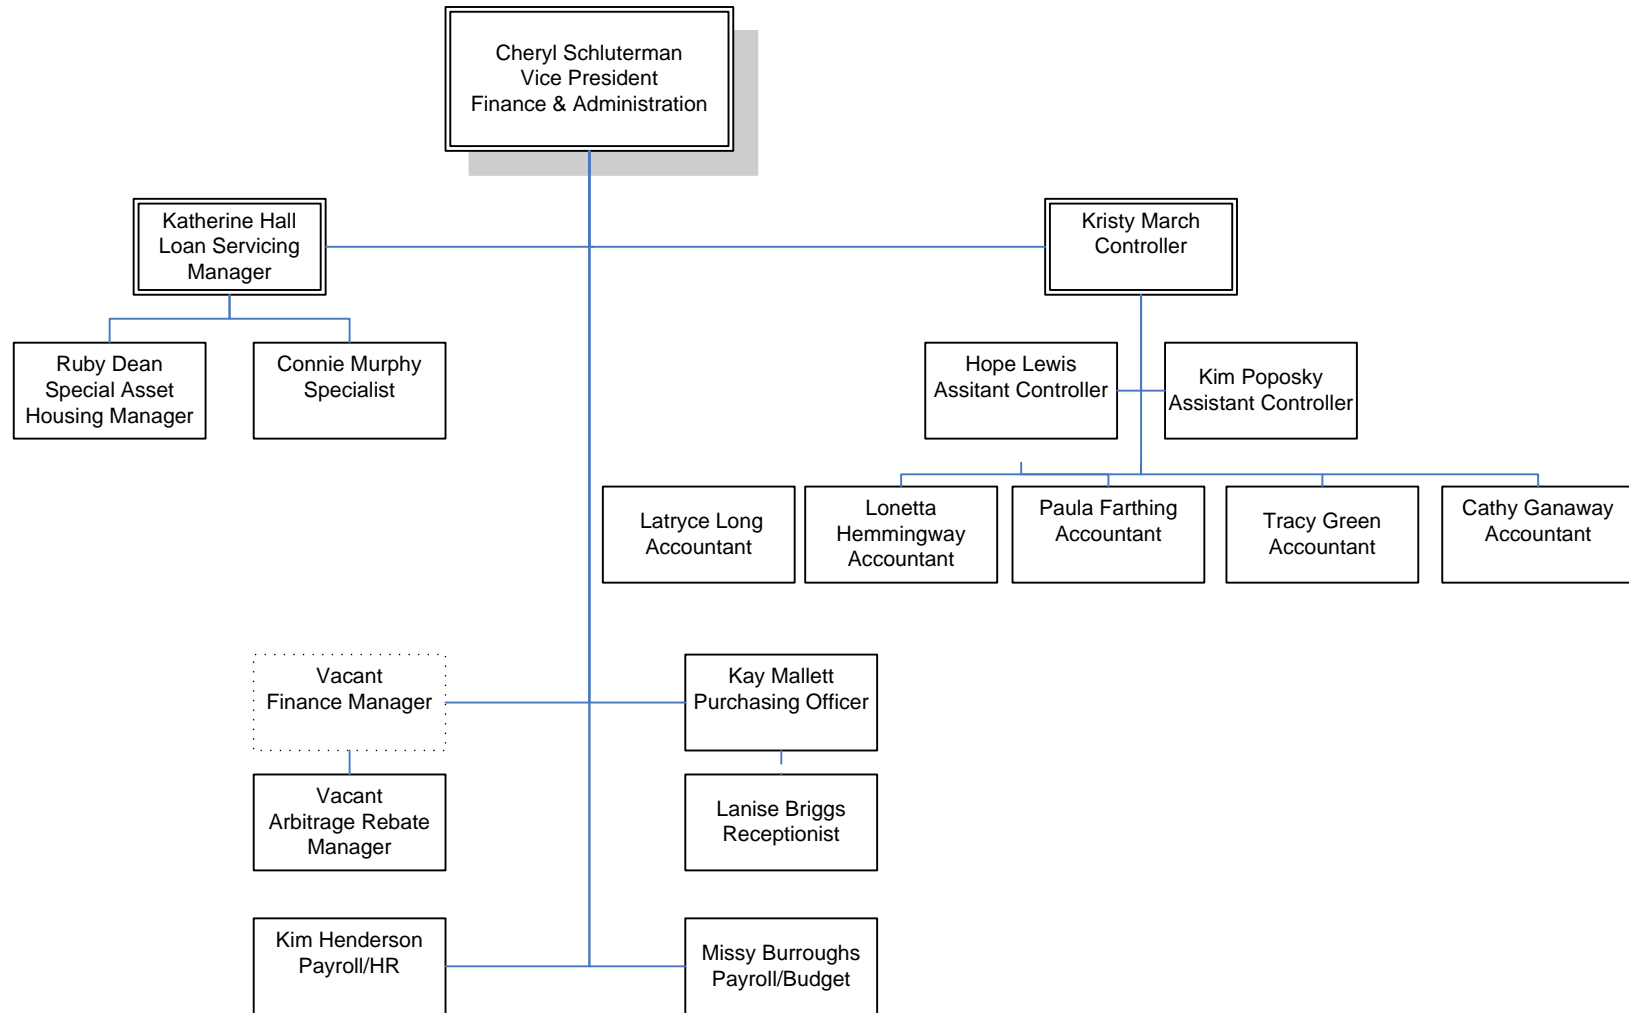 Cheryl Schluterman
Vice President
Finance & Administration
Katherine Hall
Loan Servicing
Manager
Kristy March
Controller
Ruby Dean
Special Asset
Housing Manager
Connie Murphy
Specialist
Hope Lewis
Assitant Controller
Kim Poposky
Assistant Controller
Latryce Long
Accountant
Lonetta
Hemmingway
Accountant
Paula Farthing
Accountant
Tracy Green
Accountant
Cathy Ganaway
Accountant
Vacant
Finance Manager
Kay Mallett
Purchasing Officer
Vacant
Arbitrage Rebate
Manager
Lanise Briggs
Receptionist
Kim Henderson
Payroll/HR
Missy Burroughs
Payroll/Budget